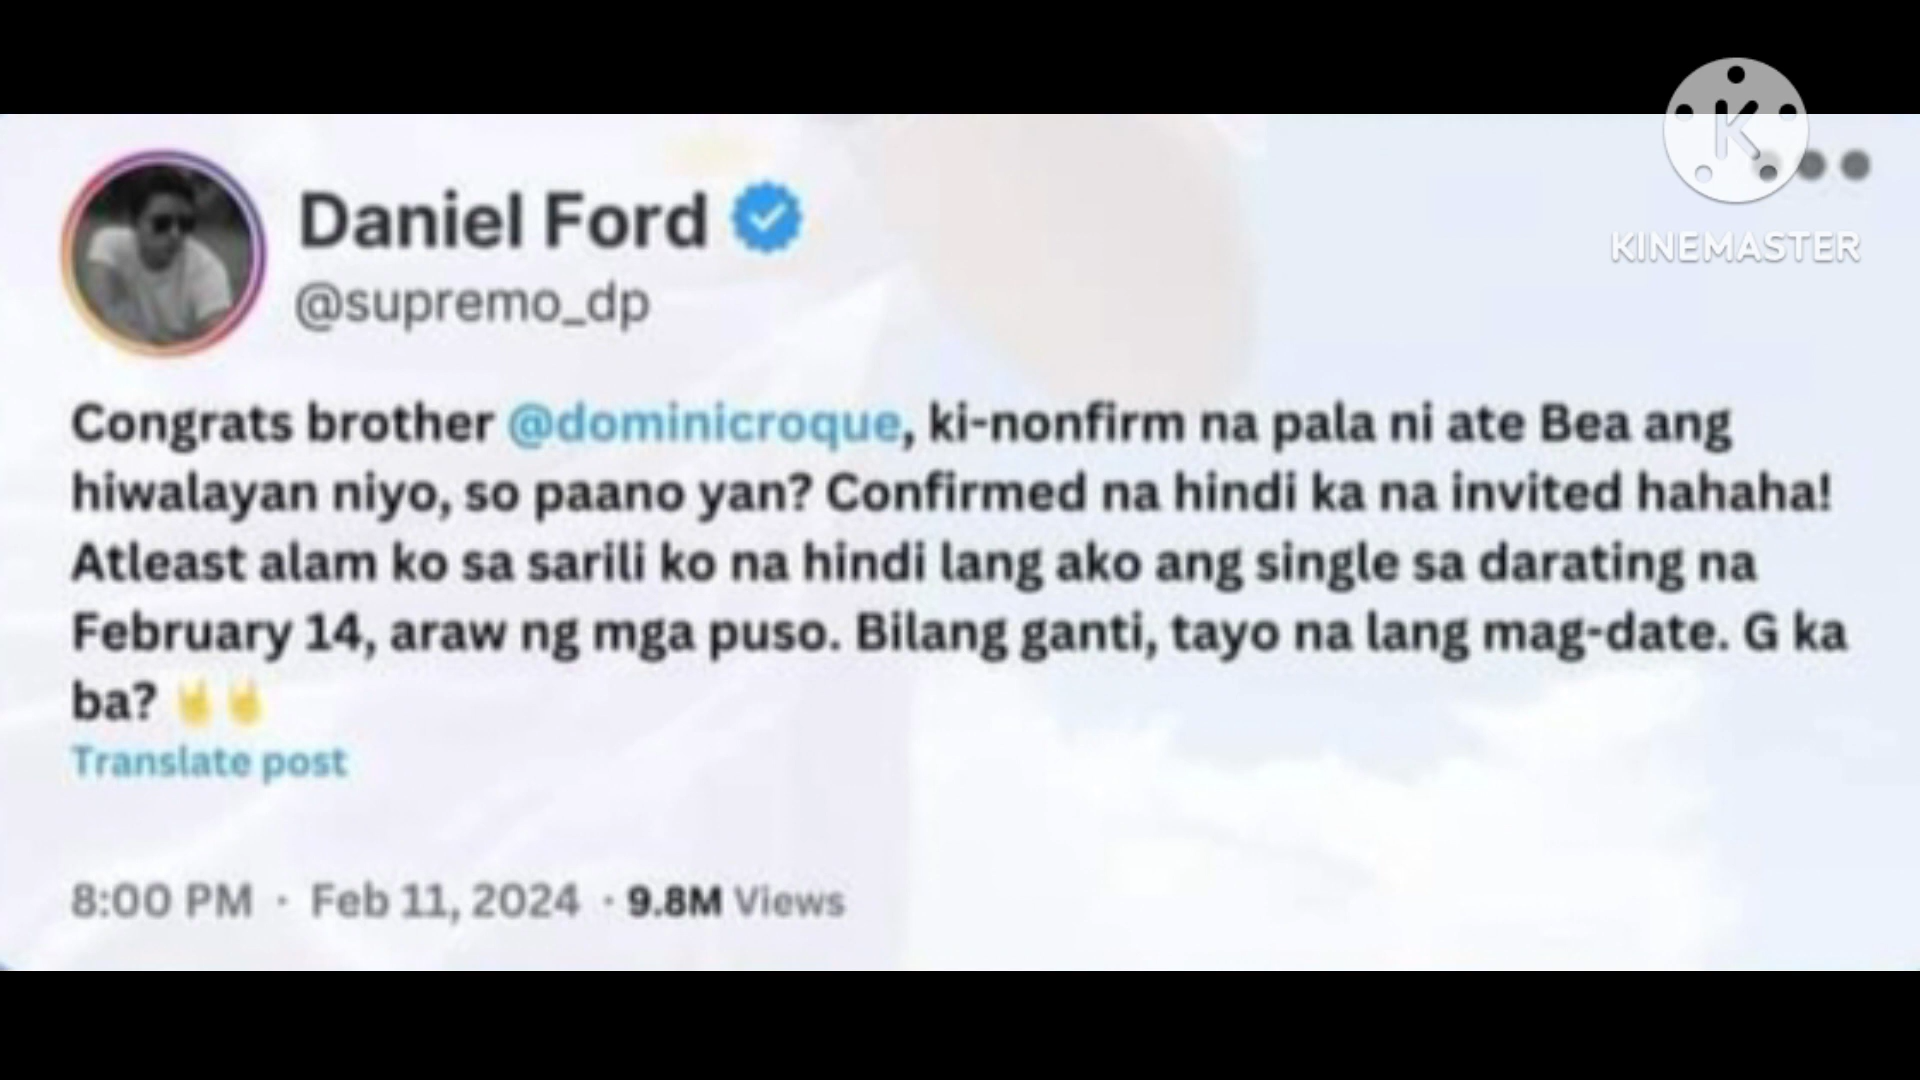 KINEMASTER
Daniel Ford
@supremo_dp
Congrats brother @dominicroque, ki-nonfirm na pala ni ate Bea ang
hiwalayan niyo, so paano yan? Confirmed na hindi ka na invited hahaha!
Atleast alam ko sa sarili ko na hindi lang ako ang single sa darating na
February 14, araw ng mga puso. Bilang ganti, tayo na lang mag-date. G ka
ba? 🤘🤘
Translate post
8:00 PM · Feb 11, 2024 · 9.8M Views